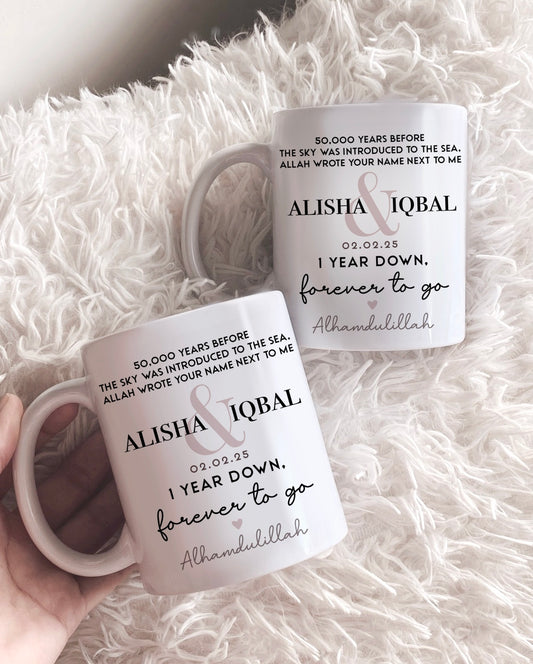 50,000 YEARS BEFORE
THE SKY WAS INTRODUCED TO THE SEA,
ALLAH WROTE YOUR NAME NEXT TO ME
ALISHA & IQBAL
02.02.25
1 YEAR DOWN,
forever to go
Alhamdulillah
50,000 YEARS BEFORE
THE SKY WAS INTRODUCED TO THE SEA,
ALLAH WROTE YOUR NAME NEXT TO ME
ALISHA & IQBAL
02.02.25
1 YEAR DOWN,
forever to go
Alhamdulillah